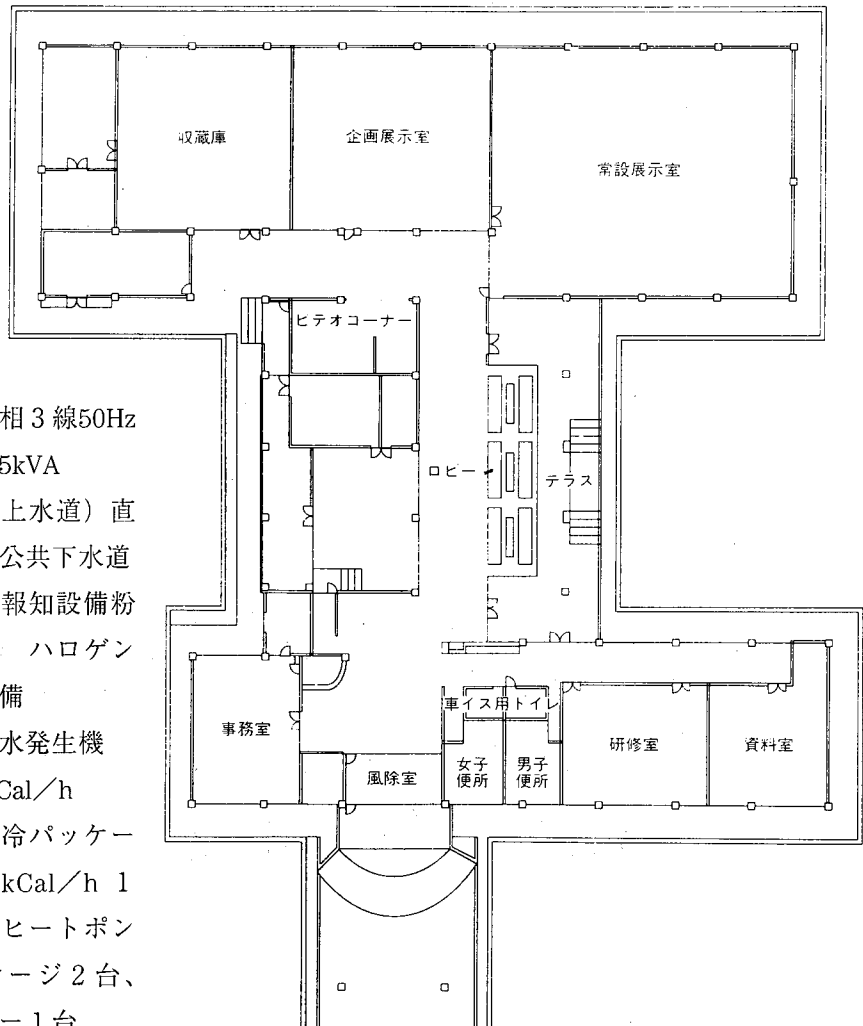 収蔵庫
企画展示室
常設展示室
ヒテオコーナー
相3線50Hz
5kVA
ロビー
テラス
上水道）直
公共下水道
報知設備粉
ハロゲン
備
車イス用トイレ
事務室
研修室
資料室
水発生機
女子
便所
男子
便所
風除室
Cal／h
冷パッケー
kCal／h 1
ヒートポン
ージ2台、
ー1台